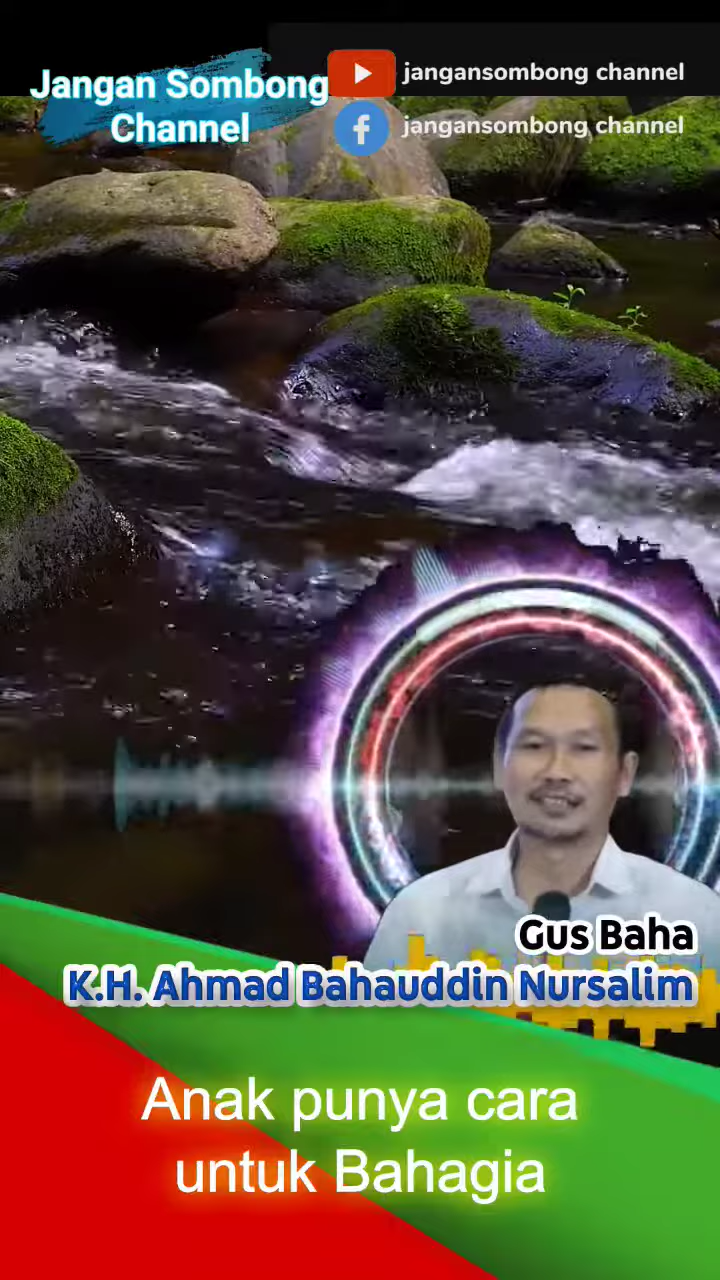 Jangan Sombong
Channel
jangansombong channel
jangansombong channel
Gus Baha
K.H. Ahmad Bahauddin Nursalim
Anak punya cara
untuk Bahagia